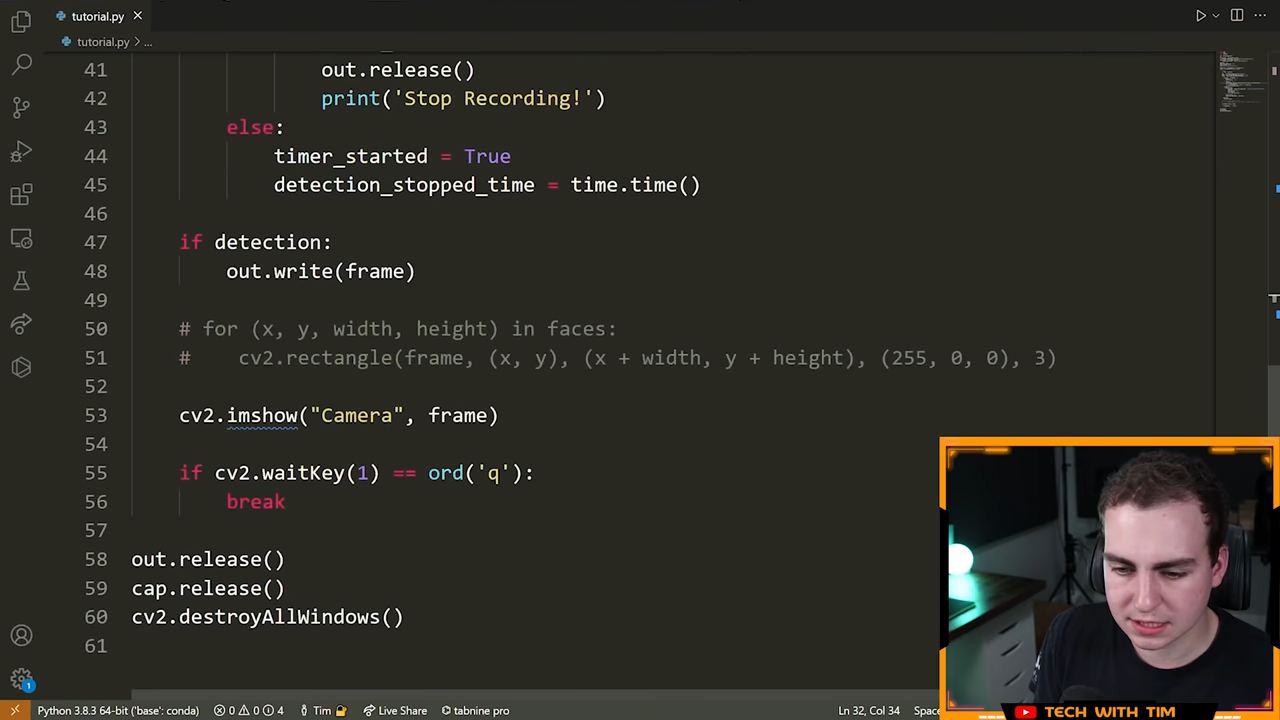 tutorial.py ×
tutorial.py > ...
41 out.release()
42 print('Stop Recording!')
43 else:
44 timer_started = True
45 detection_stopped_time = time.time()
46
47 if detection:
48 out.write(frame)
49
50 # for (x, y, width, height) in faces:
51 #     cv2.rectangle(frame, (x, y), (x + width, y + height), (255, 0, 0), 3)
52
53 cv2.imshow("Camera", frame)
54
55 if cv2.waitKey(1) == ord('q'):
56 break
57
58 out.release()
59 cap.release()
60 cv2.destroyAllWindows()
61
1
Python 3.8.3 64-bit ('base': conda) 0 0 4 Tim Live Share tabnine pro Ln 32, Col 34 Space
TECH WITH TIM